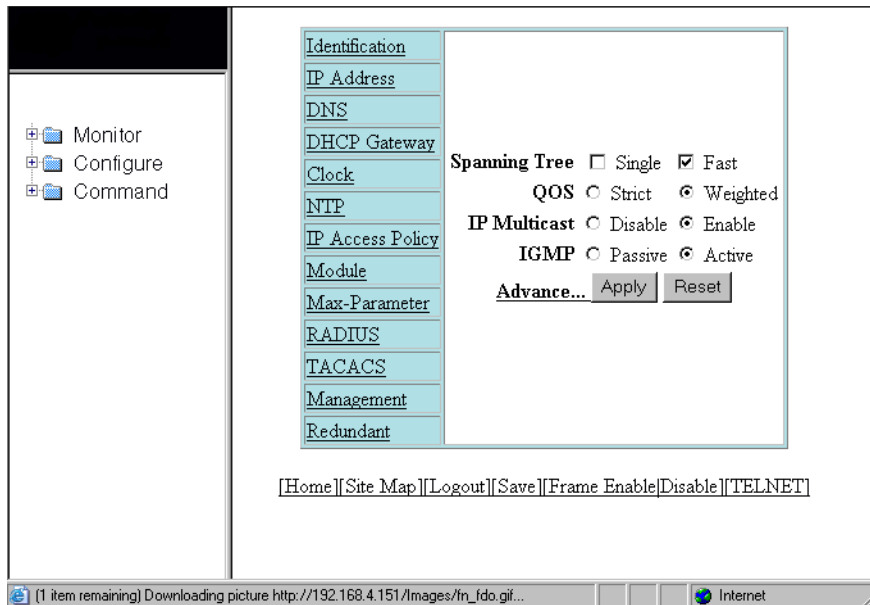 Monitor
Configure
Command
Identification
IP Address
DNS
DHCP Gateway
Clock
NTP
IP Access Policy
Module
Max-Parameter
RADIUS
TACACS
Management
Redundant
Spanning Tree Single Fast
QOS Strict Weighted
IP Multicast Disable Enable
IGMP Passive Active
Advance... Apply Reset
[Home][Site Map][Logout][Save][Frame Enable|Disable][TELNET]
(1 item remaining) Downloading picture http://192.168.4.151/Images/fn_fdo.gif... Internet